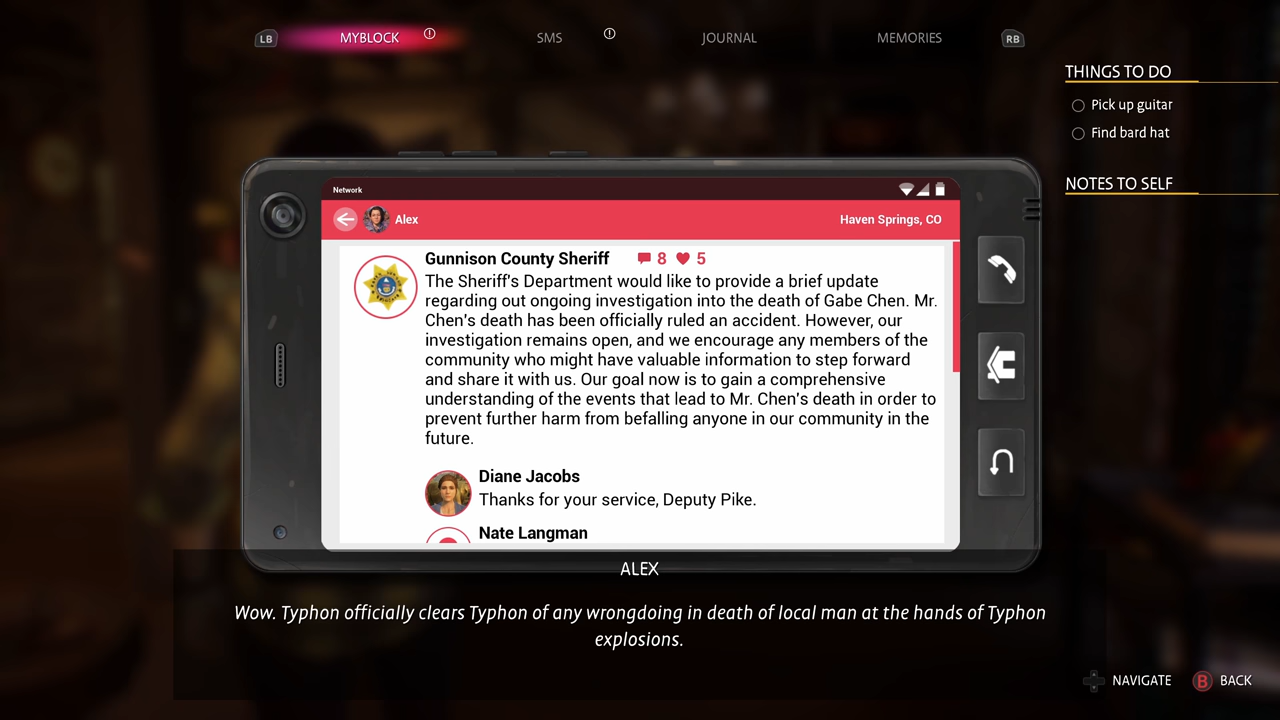 LB
MYBLOCK
SMS
JOURNAL
MEMORIES
RB
THINGS TO DO
Pick up guitar
Find bard hat
NOTES TO SELF
Network
Alex
Haven Springs, CO
Gunnison County Sheriff 8 5
The Sheriff's Department would like to provide a brief update
regarding out ongoing investigation into the death of Gabe Chen. Mr.
Chen's death has been officially ruled an accident. However, our
investigation remains open, and we encourage any members of the
community who might have valuable information to step forward
and share it with us. Our goal now is to gain a comprehensive
understanding of the events that lead to Mr. Chen's death in order to
prevent further harm from befalling anyone in our community in the
future.
Diane Jacobs
Thanks for your service, Deputy Pike.
Nate Langman
ALEX
Wow. Typhon officially clears Typhon of any wrongdoing in death of local man at the hands of Typhon
explosions.
NAVIGATE
B BACK